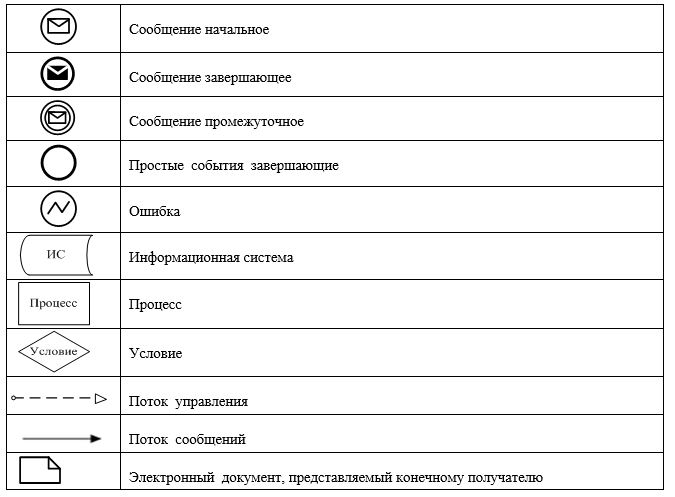 Сообщение начальное
Сообщение завершающее
Сообщение промежуточное
Простые события завершающие
Ошибка
ИС
Информационная система
Процесс
Процесс
Условие
Условие
Поток управления
Поток сообщений
Электронный документ, представляемый конечному получателю